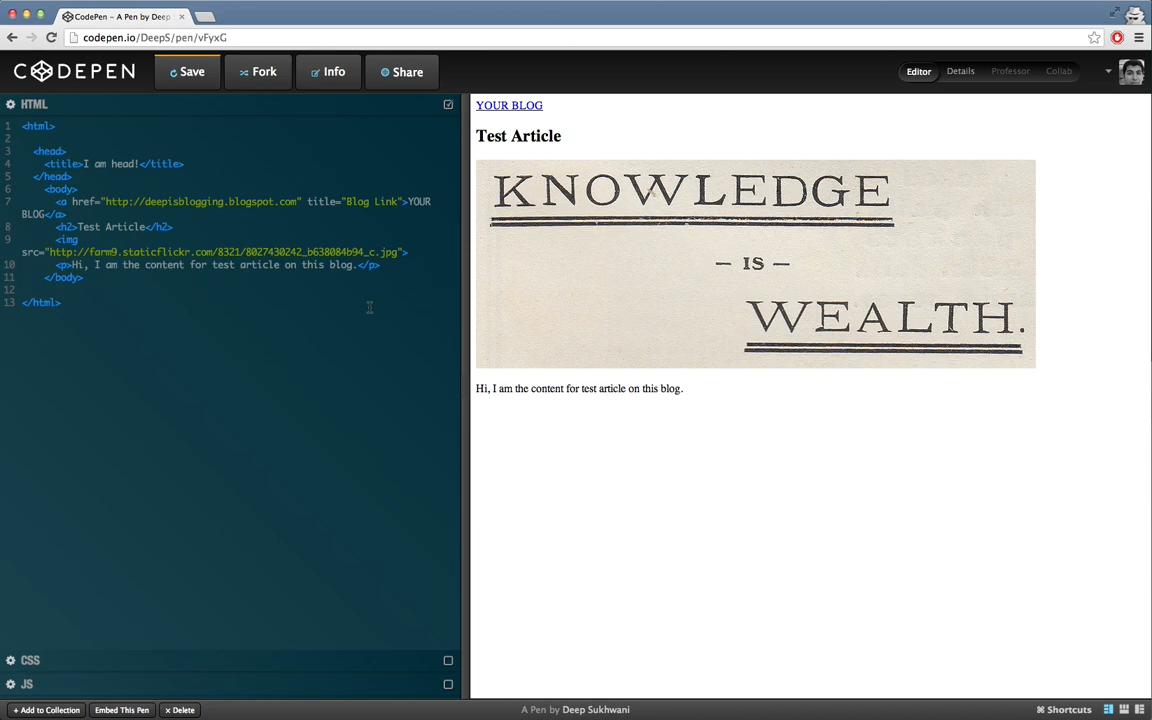 CodePen - A Pen by Deep
codepen.io/DeepS/pen/vFyxG
CODEPEN
Save
Fork
Info
Share
Editor
Details
Professor
Collab
HTML
1 <html>
2
3 <head>
4 <title>I am head!</title>
5 </head>
6 <body>
7 <a href="http://deepisblogging.blogspot.com" title="Blog Link">YOUR
BLOG</a>
8 <h2>Test Article</h2>
9 <img
src="http://farm9.staticflickr.com/8321/8027430242_b638084b94_c.jpg">
10 <p>Hi, I am the content for test article on this blog.</p>
11 </body>
12
13 </html>
YOUR BLOG
Test Article
KNOWLEDGE
— IS —
WEALTH.
Hi, I am the content for test article on this blog.
CSS
JS
+ Add to Collection
Embed This Pen
x Delete
A Pen by Deep Sukhwani
⌘ Shortcuts